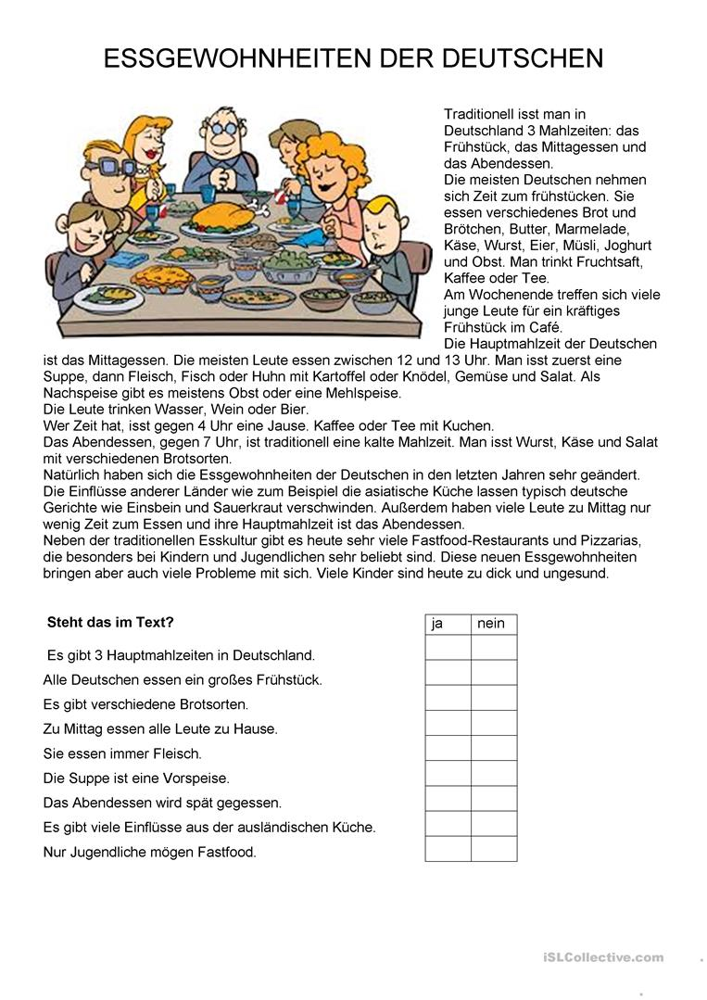 ESSGEWOHNHEITEN DER DEUTSCHEN
Traditionell isst man in
Deutschland 3 Mahlzeiten: das
Frühstück, das Mittagessen und
das Abendessen.
Die meisten Deutschen nehmen
sich Zeit zum frühstücken. Sie
essen verschiedenes Brot und
Brötchen, Butter, Marmelade,
Käse, Wurst, Eier, Müsli, Joghurt
und Obst. Man trinkt Fruchtsaft,
Kaffee oder Tee.
Am Wochenende treffen sich viele
junge Leute für ein kräftiges
Frühstück im Café.
Die Hauptmahlzeit der Deutschen
ist das Mittagessen. Die meisten Leute essen zwischen 12 und 13 Uhr. Man isst zuerst eine
Suppe, dann Fleisch, Fisch oder Huhn mit Kartoffel oder Knödel, Gemüse und Salat. Als
Nachspeise gibt es meistens Obst oder eine Mehlspeise.
Die Leute trinken Wasser, Wein oder Bier.
Wer Zeit hat, isst gegen 4 Uhr eine Jause. Kaffee oder Tee mit Kuchen.
Das Abendessen, gegen 7 Uhr, ist traditionell eine kalte Mahlzeit. Man isst Wurst, Käse und Salat
mit verschiedenen Brotsorten.
Natürlich haben sich die Essgewohnheiten der Deutschen in den letzten Jahren sehr geändert.
Die Einflüsse anderer Länder wie zum Beispiel die asiatische Küche lassen typisch deutsche
Gerichte wie Einsbein und Sauerkraut verschwinden. Außerdem haben viele Leute zu Mittag nur
wenig Zeit zum Essen und ihre Hauptmahlzeit ist das Abendessen.
Neben der traditionellen Esskultur gibt es heute sehr viele Fastfood-Restaurants und Pizzarias,
die besonders bei Kindern und Jugendlichen sehr beliebt sind. Diese neuen Essgewohnheiten
bringen aber auch viele Probleme mit sich. Viele Kinder sind heute zu dick und ungesund.
Steht das im Text? ja nein
Es gibt 3 Hauptmahlzeiten in Deutschland.
Alle Deutschen essen ein großes Frühstück.
Es gibt verschiedene Brotsorten.
Zu Mittag essen alle Leute zu Hause.
Sie essen immer Fleisch.
Die Suppe ist eine Vorspeise.
Das Abendessen wird spät gegessen.
Es gibt viele Einflüsse aus der ausländischen Küche.
Nur Jugendliche mögen Fastfood.
iSLCollective.com